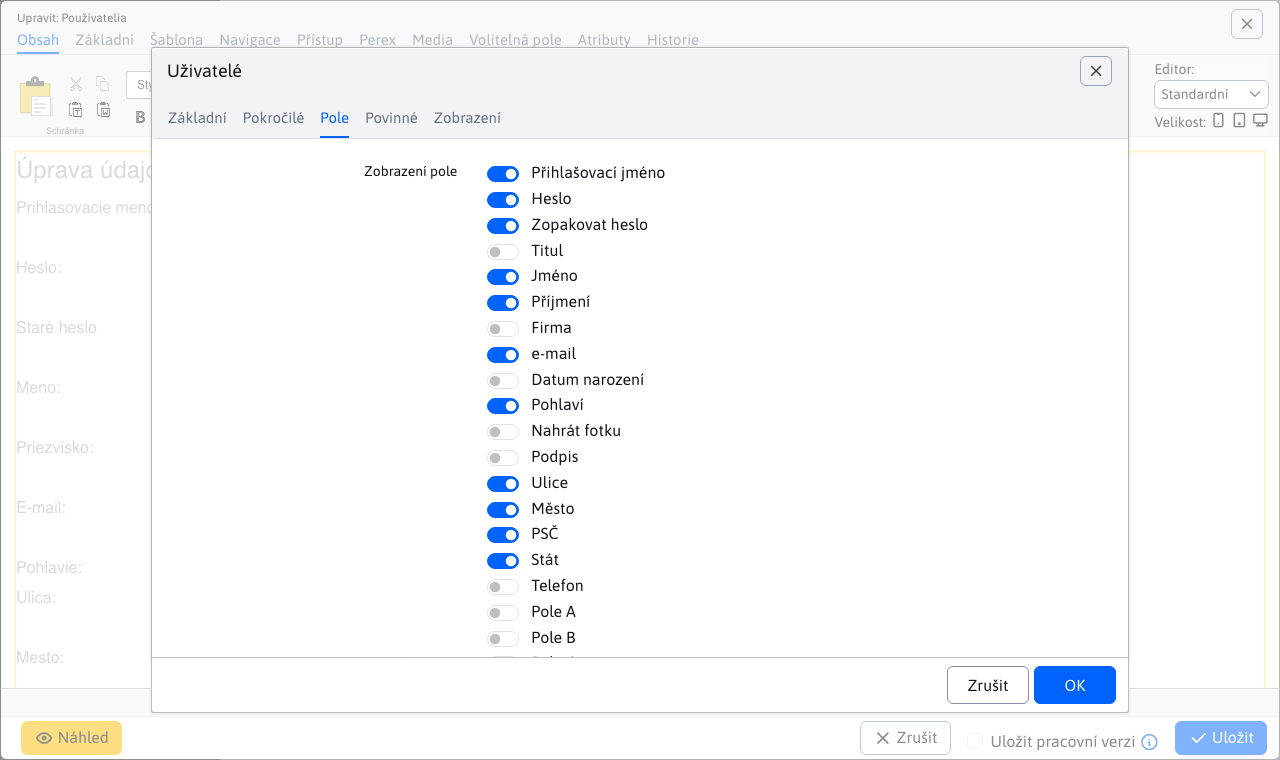 Upravit: Používatelia
Obsah Základní Šablona Navigace Přístup Perex Media Volitelná pole Atributy Historie
Editor:
Standardní
Velikost:
Schránka
B
Úprava údajo
Prihlasovacie meno
Heslo:
Staré heslo
Meno:
Priezvisko:
E-mail:
Pohlavie:
Ulica:
Mesto:
Uživatelé
Základní Pokročilé Pole Povinné Zobrazení
Zobrazení pole
Přihlašovací jméno
Heslo
Zopakovat heslo
Titul
Jméno
Příjmení
Firma
e-mail
Datum narození
Pohlaví
Nahrát fotku
Podpis
Ulice
Město
PSČ
Stát
Telefon
Pole A
Pole B
Zrušit OK
Náhled Zrušit Uložit pracovní verzi Uložit